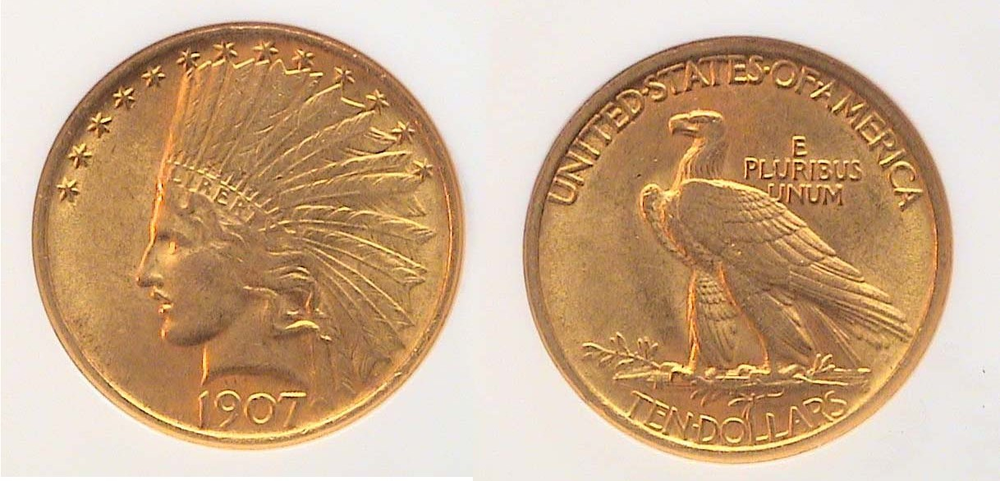 LIBERTY
1907
UNITED·STATES·OF·AMERICA
E
PLURIBUS
UNUM
TEN·DOLLARS